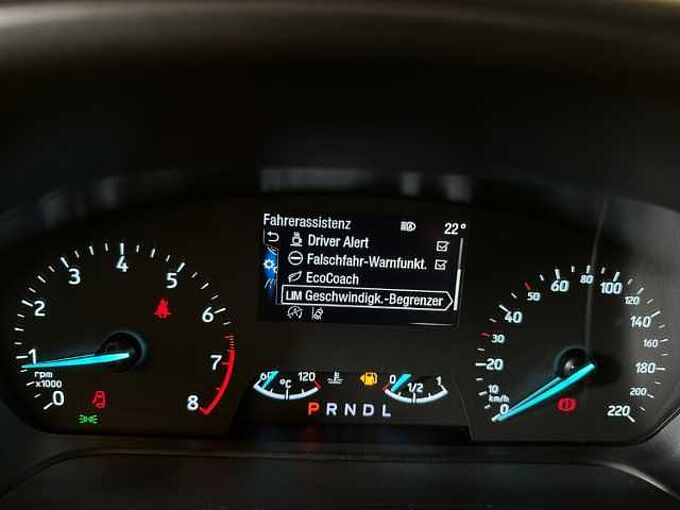 Fahrerassistenz 22°
Driver Alert
Falschfahr-Warnfunkt.
EcoCoach
LIM Geschwindigk.-Begrenzer
0 1 2 3 4 5 6 7 8
rpm
x1000
60 °C 120
0 1/2 1
P R N D L
0 10 20 30 40 50 60 80 100 120 140 160 180 200 220
km/h